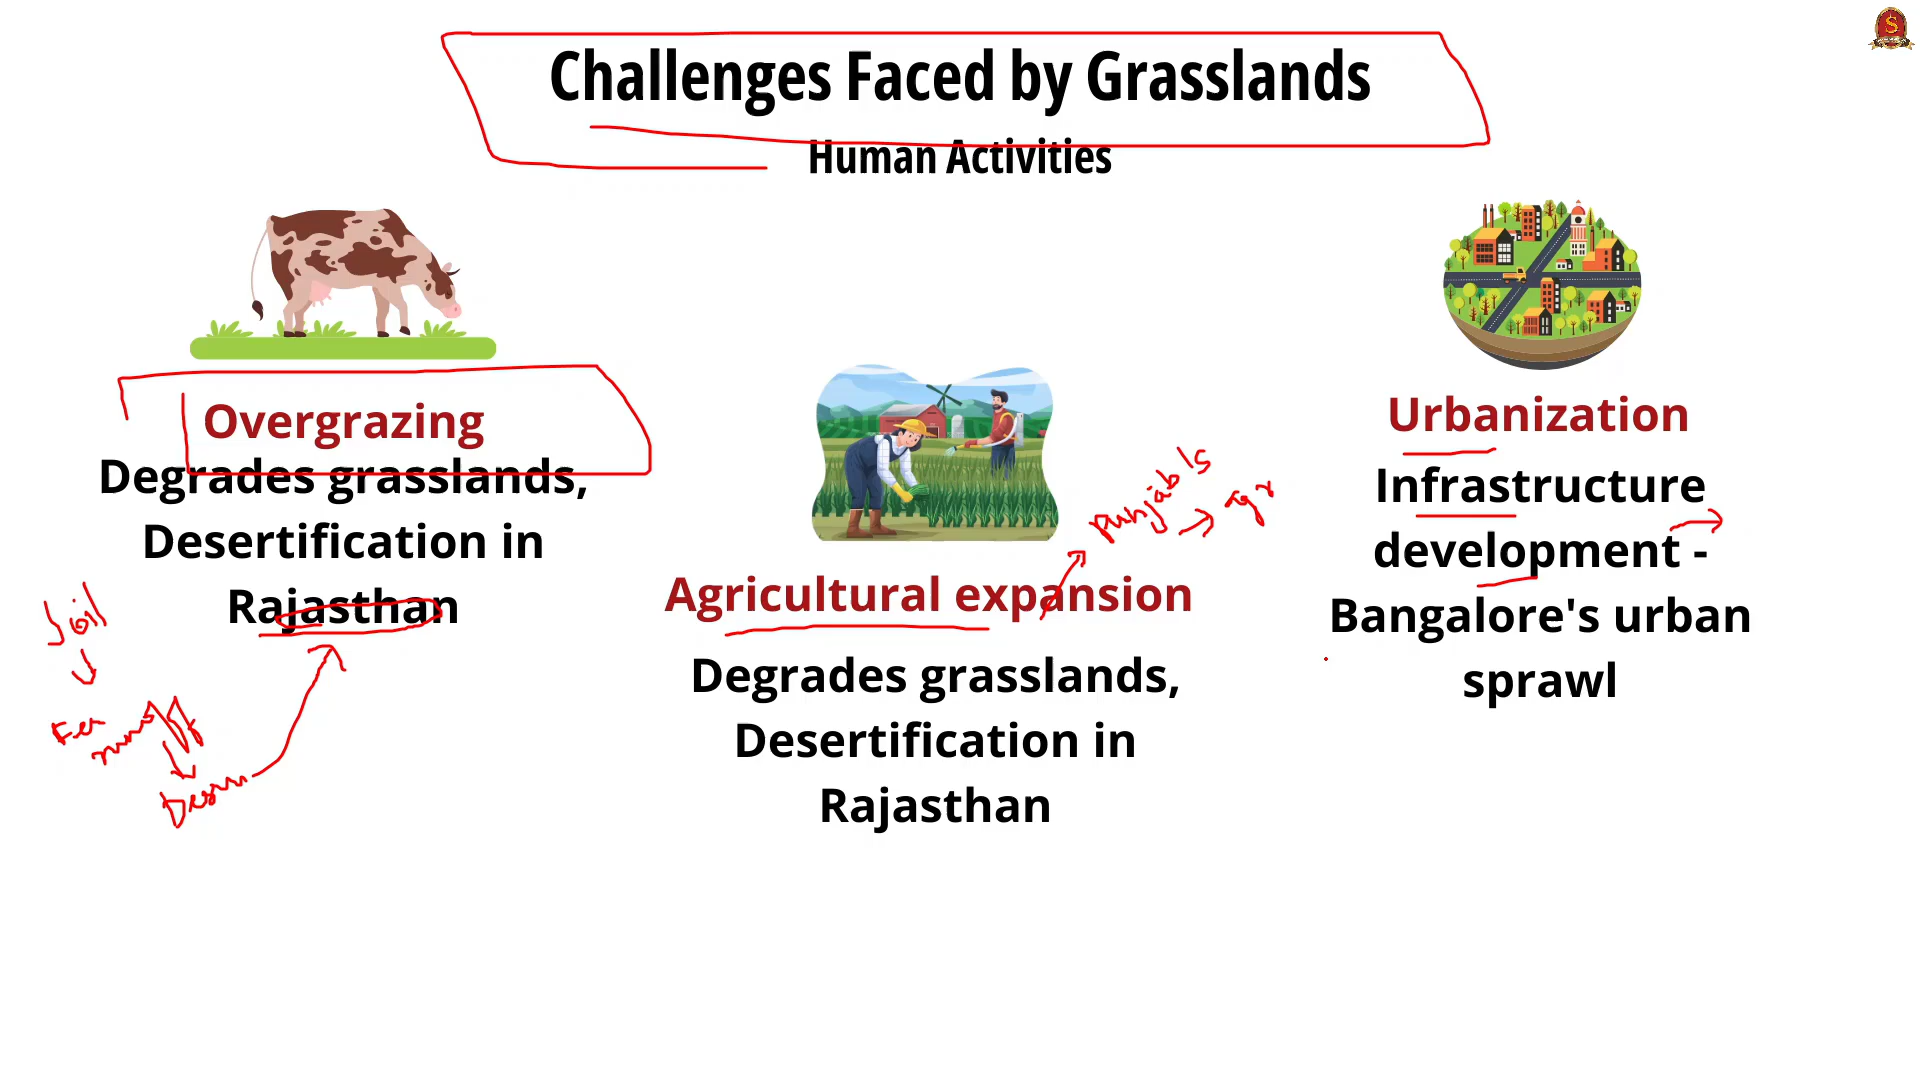 Challenges Faced by Grasslands
Human Activities
Overgrazing
Degrades grasslands,
Desertification in
Rajasthan
Soil
Agricultural expansion
Degrades grasslands,
Desertification in
Rajasthan
Punjab
Urbanization
Infrastructure
development -
Bangalore's urban
sprawl
S